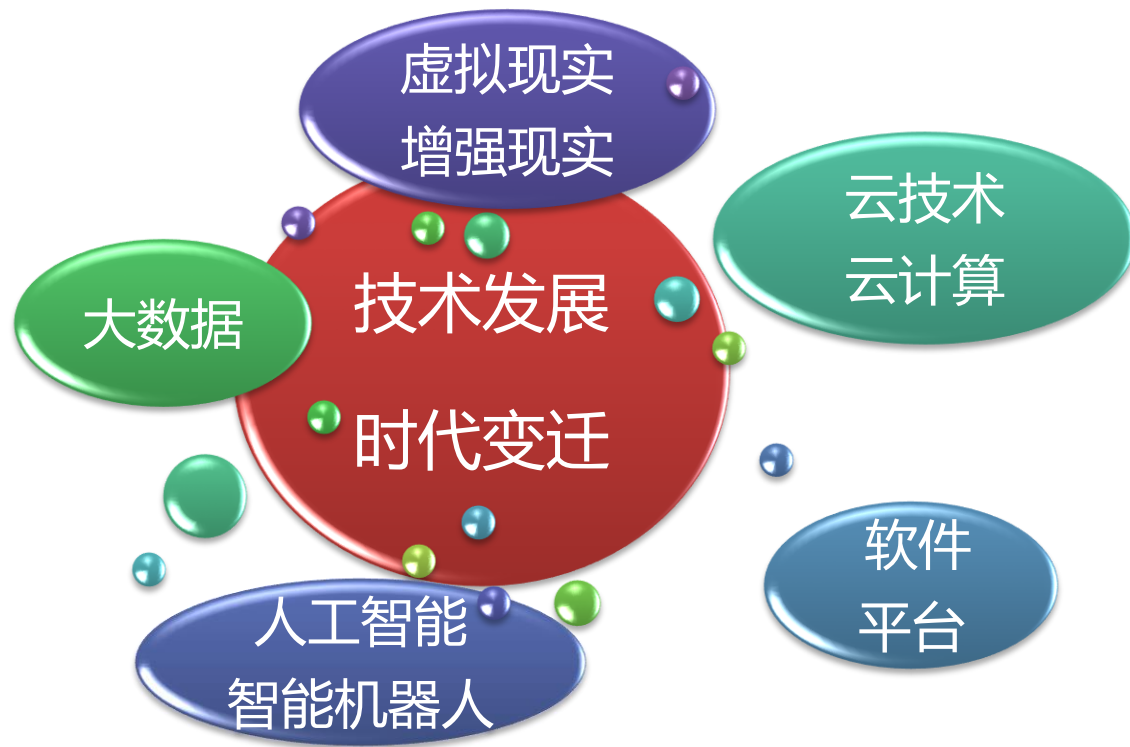 虚拟现实
增强现实
云技术
云计算
大数据
技术发展
时代变迁
软件
平台
人工智能
智能机器人